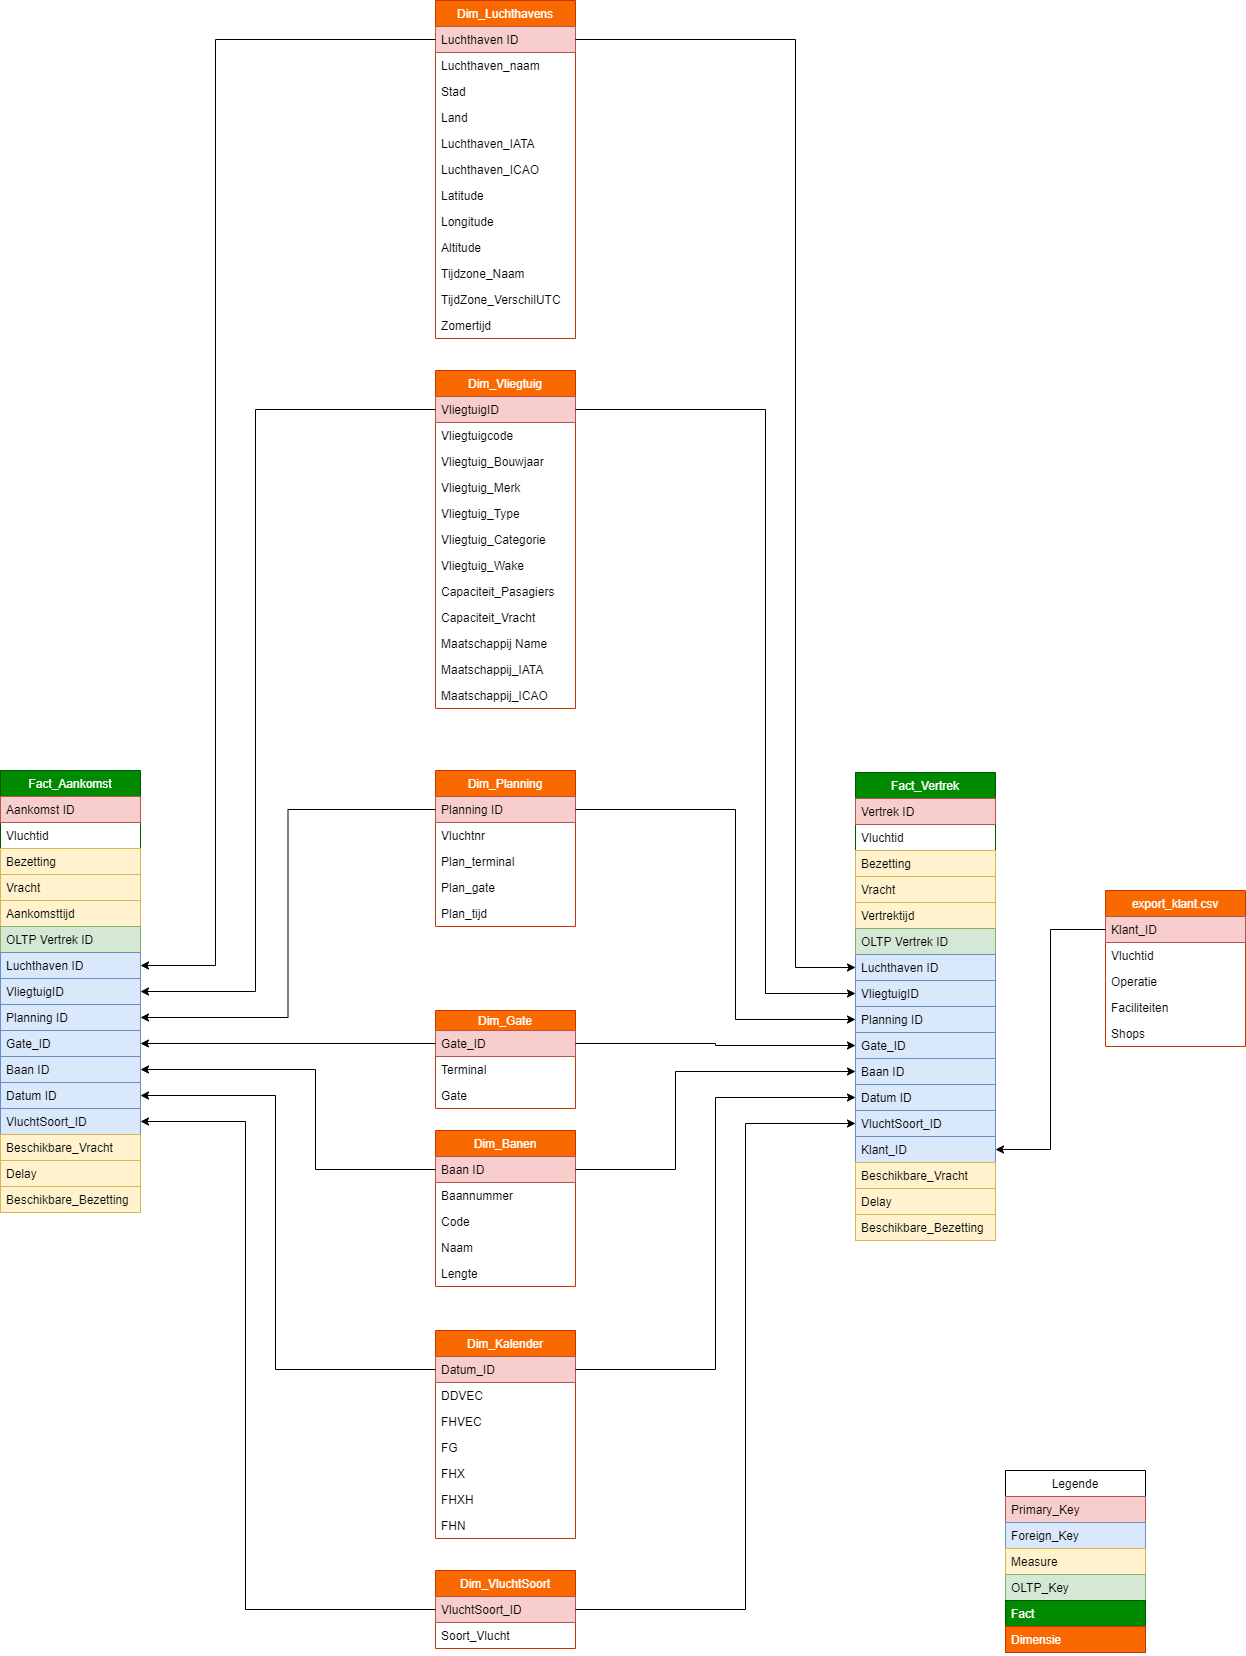 Dim_Luchthavens
Luchthaven ID
Luchthaven_naam
Stad
Land
Luchthaven_IATA
Luchthaven_ICAO
Latitude
Longitude
Altitude
Tijdzone_Naam
TijdZone_VerschilUTC
Zomertijd
Dim_Vliegtuig
VliegtuigID
Vliegtuigcode
Vliegtuig_Bouwjaar
Vliegtuig_Merk
Vliegtuig_Type
Vliegtuig_Categorie
Vliegtuig_Wake
Capaciteit_Pasagiers
Capaciteit_Vracht
Maatschappij Name
Maatschappij_IATA
Maatschappij_ICAO
Fact_Aankomst
Aankomst ID
Vluchtid
Bezetting
Vracht
Aankomsttijd
OLTP Vertrek ID
Luchthaven ID
VliegtuigID
Planning ID
Gate_ID
Baan ID
Datum ID
VluchtSoort_ID
Beschikbare_Vracht
Delay
Beschikbare_Bezetting
Dim_Planning
Planning ID
Vluchtnr
Plan_terminal
Plan_gate
Plan_tijd
Dim_Gate
Gate_ID
Terminal
Gate
Dim_Banen
Baan ID
Baannummer
Code
Naam
Lengte
Dim_Kalender
Datum_ID
DDVEC
FHVEC
FG
FHX
FHXH
FHN
Dim_VluchtSoort
VluchtSoort_ID
Soort_Vlucht
Fact_Vertrek
Vertrek ID
Vluchtid
Bezetting
Vracht
Vertrektijd
OLTP Vertrek ID
Luchthaven ID
VliegtuigID
Planning ID
Gate_ID
Baan ID
Datum ID
VluchtSoort_ID
Klant_ID
Beschikbare_Vracht
Delay
Beschikbare_Bezetting
export_klant.csv
Klant_ID
Vluchtid
Operatie
Faciliteiten
Shops
Legende
Primary_Key
Foreign_Key
Measure
OLTP_Key
Fact
Dimensie